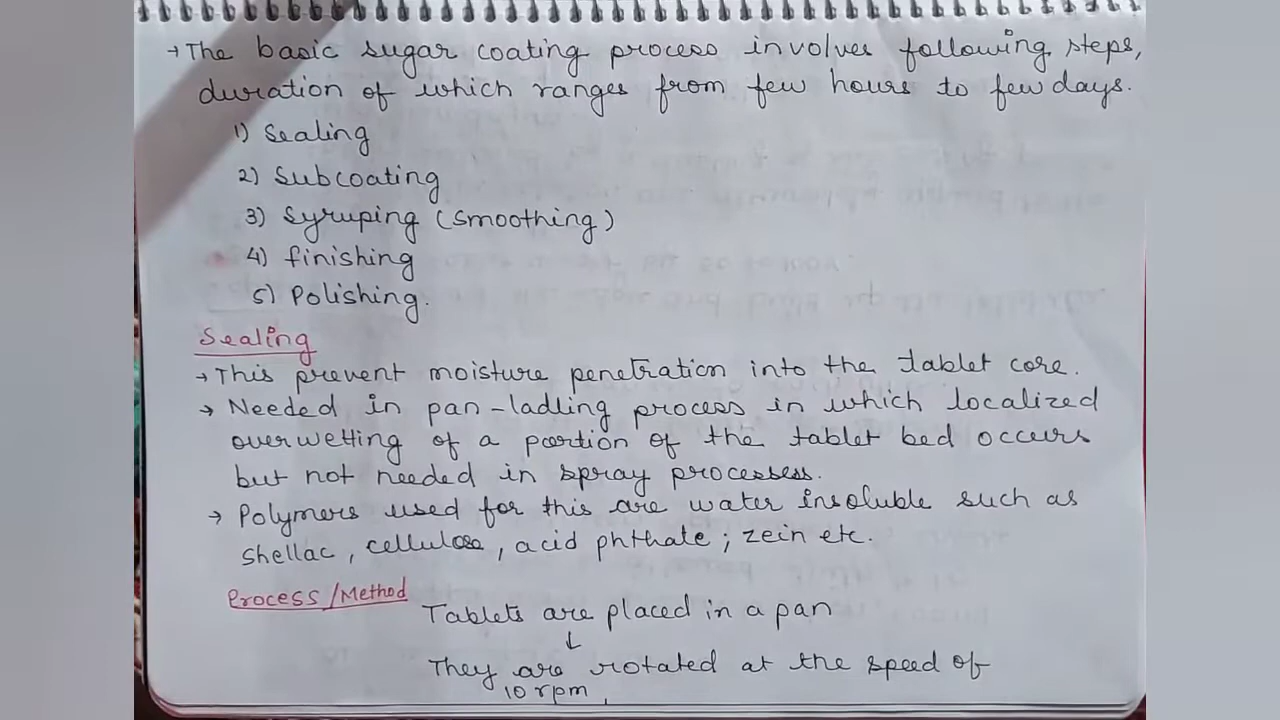 → The basic sugar coating process involves following steps,
duration of which ranges from few hours to few days.
1) Sealing
2) Subcoating
3) Syruping (smoothing)
4) finishing
5) Polishing.
Sealing
→ This prevent moisture penetration into the tablet core.
→ Needed in pan-ladling process in which localized
overwetting of a portion of the tablet bed occurs
but not needed in spray processes.
→ Polymers used for this are water insoluble such as
shellac, cellulose, acid phthate; zein etc.
Process/Method
Tablets are placed in a pan
↓
They are rotated at the speed of
10 rpm